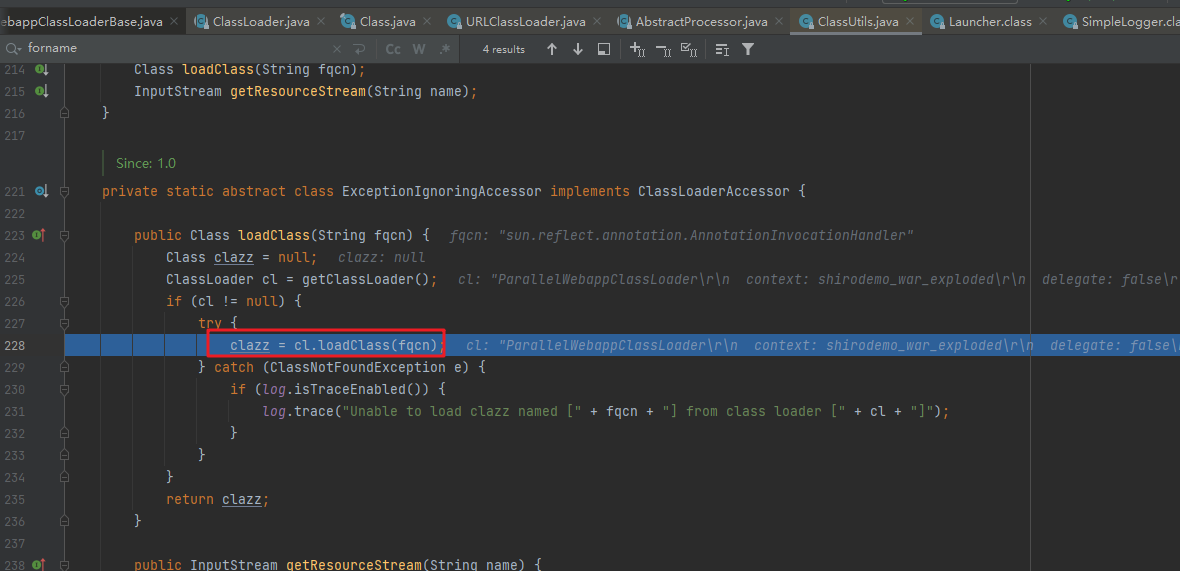 ebappClassLoaderBase.java ClassLoader.java Class.java URLClassLoader.java AbstractProcessor.java ClassUtils.java Launcher.class SimpleLogger.cla
forname Cc W .* 4 results
214 Class loadClass(String fqcn);
215 InputStream getResourceStream(String name);
216 }
217
Since: 1.0
221 private static abstract class ExceptionIgnoringAccessor implements ClassLoaderAccessor {
222
223 public Class loadClass(String fqcn) { fqcn: "sun.reflect.annotation.AnnotationInvocationHandler"
224 Class clazz = null; clazz: null
225 ClassLoader cl = getClassLoader(); cl: "ParallelWebappClassLoader\r\n context: shirodemo_war_exploded\r\n delegate: false\r
226 if (cl != null) {
227 try {
228 clazz = cl.loadClass(fqcn); cl: "ParallelWebappClassLoader\r\n context: shirodemo_war_exploded\r\n delegate: false\
229 } catch (ClassNotFoundException e) {
230 if (log.isTraceEnabled()) {
231 log.trace("Unable to load clazz named [" + fqcn + "] from class loader [" + cl + "]");
232 }
233 }
234 }
235 return clazz;
236 }
237
238 public InputStream getResourceStream(String name) {